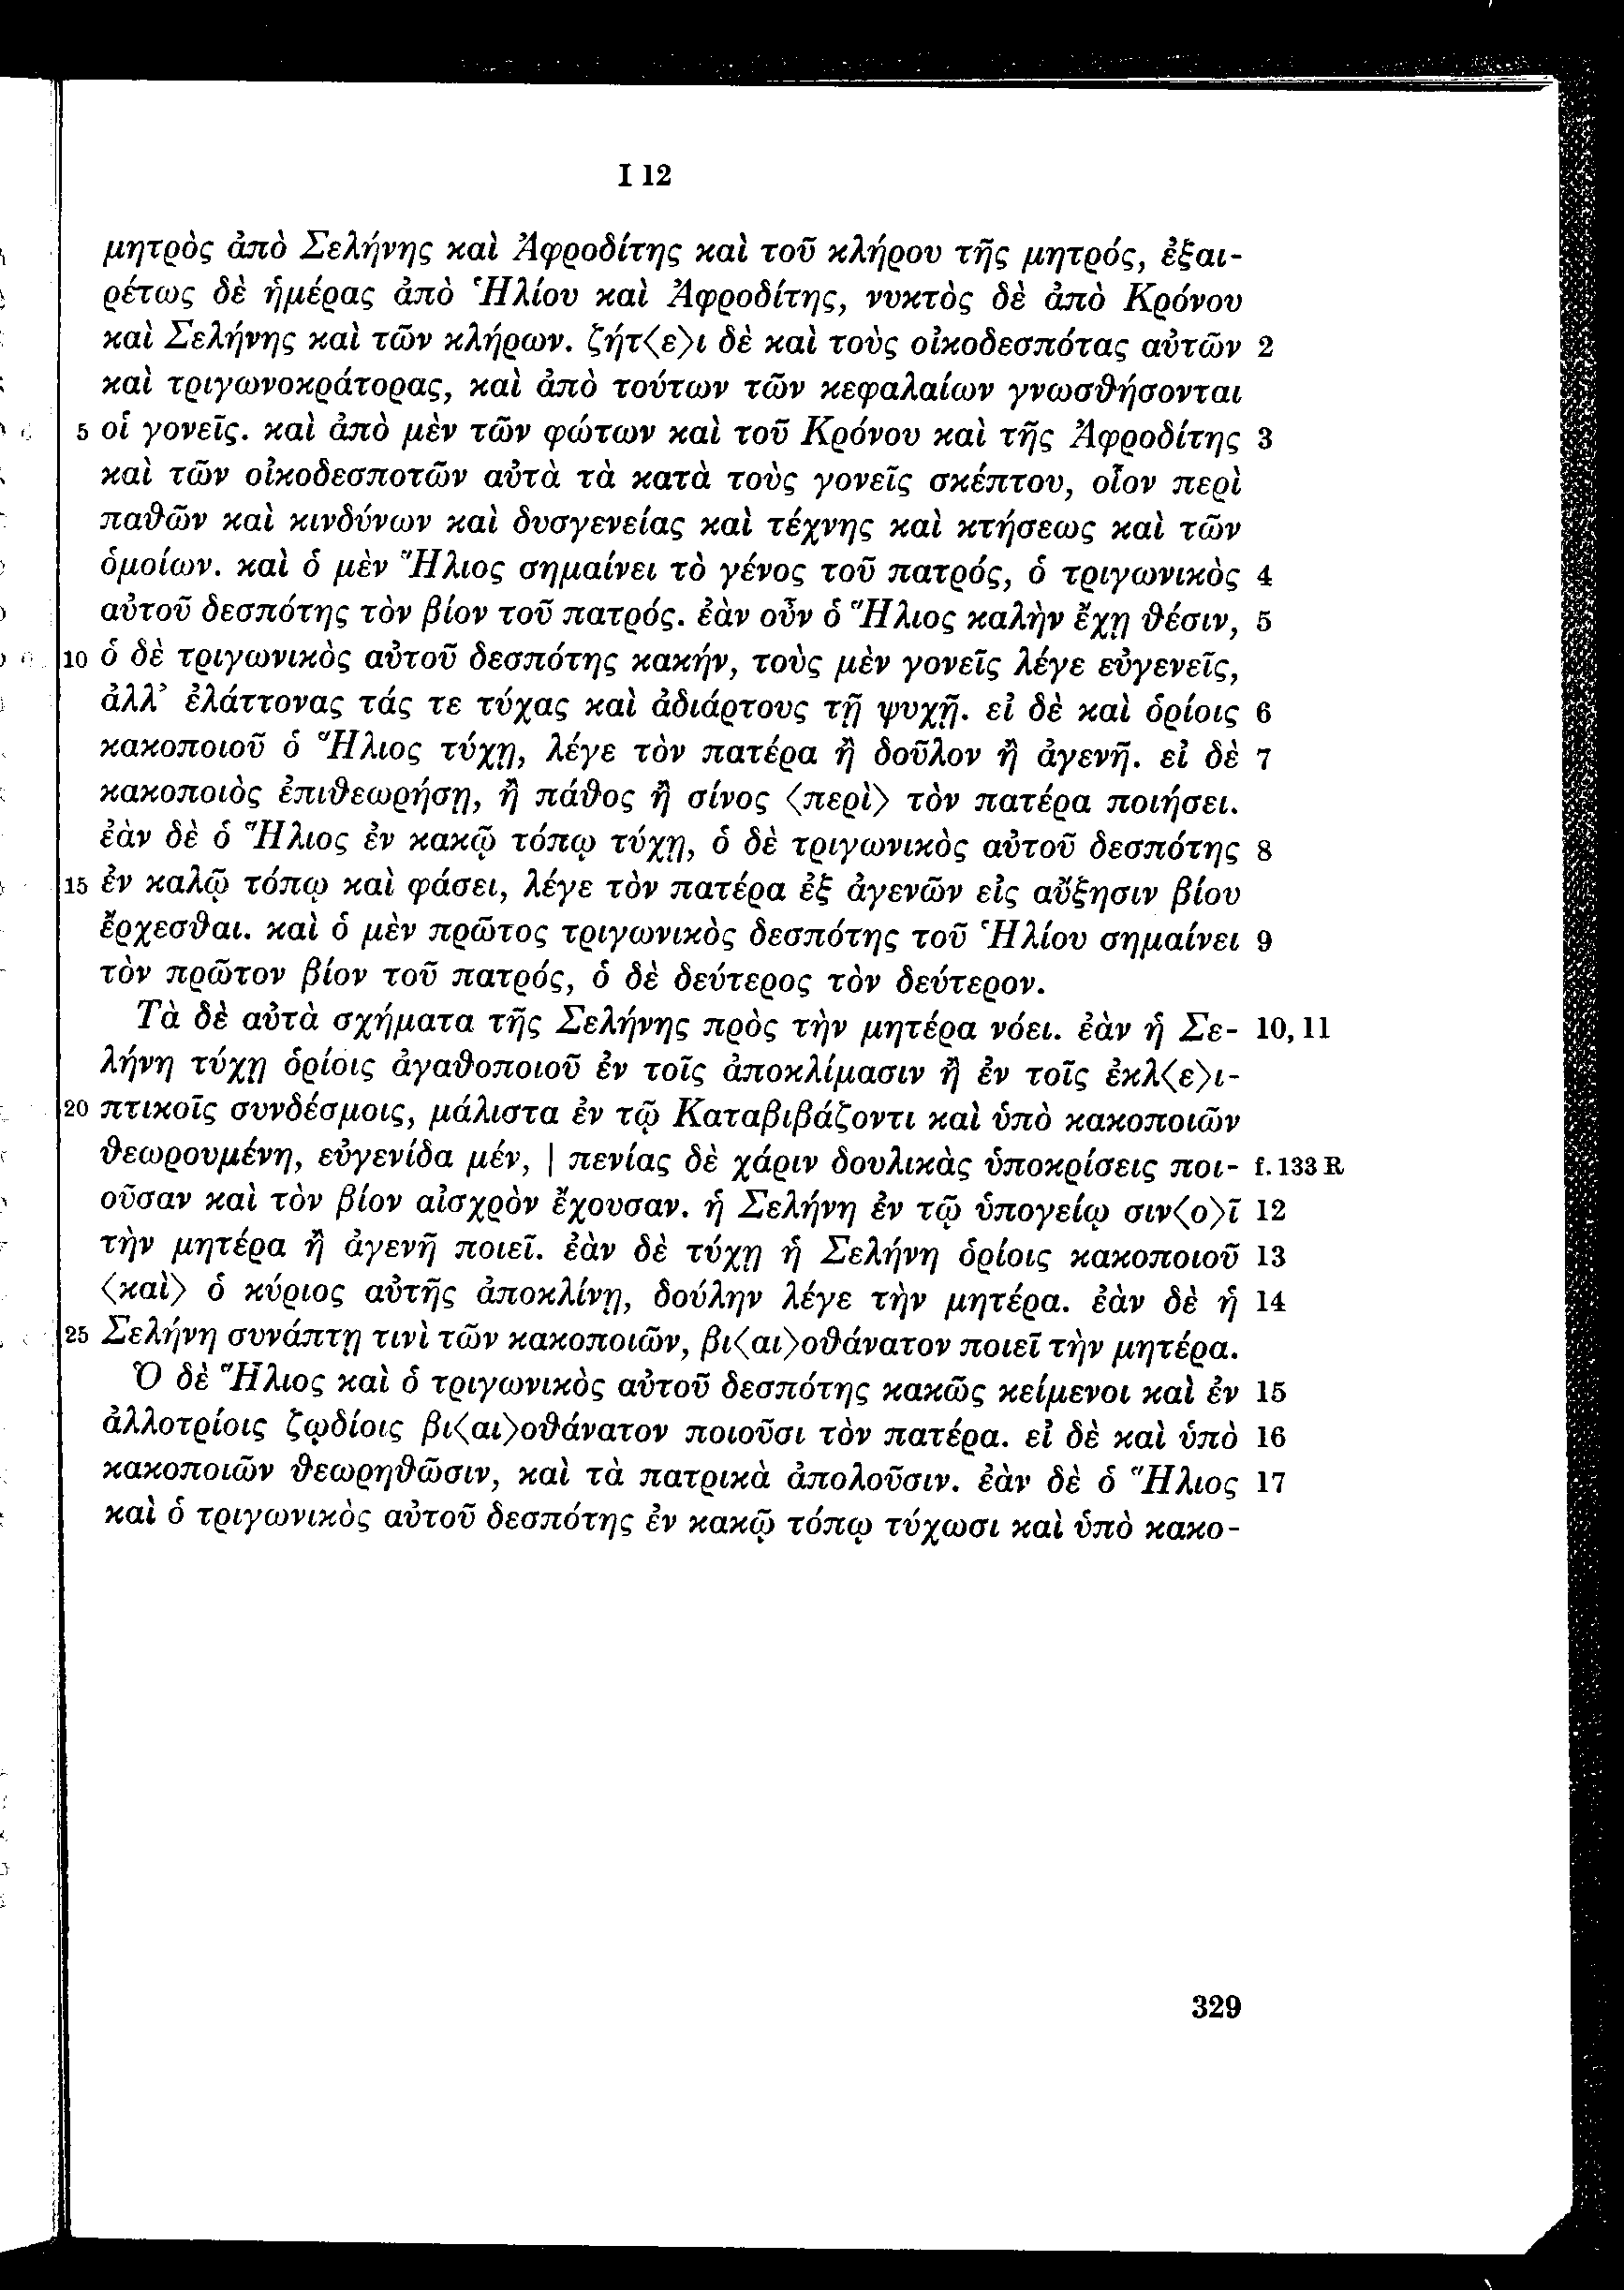 I 12
μητρὸς ἀπὸ Σελήνης καὶ Ἀφροδίτης καὶ τοῦ κλήρου τῆς μητρός, ἐξαι-
ρέτως δὲ ἡμέρας ἀπὸ Ἡλίου καὶ Ἀφροδίτης, νυκτὸς δὲ ἀπὸ Κρόνου
καὶ Σελήνης καὶ τῶν κλήρων. ζήτ〈ε〉ι δὲ καὶ τοὺς οἰκοδεσπότας αὐτῶν 2
καὶ τριγωνοκράτορας, καὶ ἀπὸ τούτων τῶν κεφαλαίων γνωσθήσονται
5 οἱ γονεῖς. καὶ ἀπὸ μὲν τῶν φώτων καὶ τοῦ Κρόνου καὶ τῆς Ἀφροδίτης 3
καὶ τῶν οἰκοδεσποτῶν αὐτὰ τὰ κατὰ τοὺς γονεῖς σκέπτου, οἷον περὶ
παθῶν καὶ κινδύνων καὶ δυσγενείας καὶ τέχνης καὶ κτήσεως καὶ τῶν
ὁμοίων. καὶ ὁ μὲν Ἥλιος σημαίνει τὸ γένος τοῦ πατρός, ὁ τριγωνικὸς 4
αὐτοῦ δεσπότης τὸν βίον τοῦ πατρός. ἐὰν οὖν ὁ Ἥλιος καλὴν ἔχῃ θέσιν, 5
10 ὁ δὲ τριγωνικὸς αὐτοῦ δεσπότης κακήν, τοὺς μὲν γονεῖς λέγε εὐγενεῖς,
ἀλλ’ ἐλάττονας τάς τε τύχας καὶ ἀδιάρτους τῇ ψυχῇ. εἰ δὲ καὶ ὁρίοις 6
κακοποιοῦ ὁ Ἥλιος τύχῃ, λέγε τὸν πατέρα ἢ δοῦλον ἢ ἀγενῆ. εἰ δὲ 7
κακοποιὸς ἐπιθεωρήσῃ, ἢ πάθος ἢ σίνος 〈περὶ〉 τὸν πατέρα ποιήσει.
ἐὰν δὲ ὁ Ἥλιος ἐν κακῷ τόπῳ τύχῃ, ὁ δὲ τριγωνικὸς αὐτοῦ δεσπότης 8
15 ἐν καλῷ τόπῳ καὶ φάσει, λέγε τὸν πατέρα ἐξ ἀγενῶν εἰς αὔξησιν βίου
ἔρχεσθαι. καὶ ὁ μὲν πρῶτος τριγωνικὸς δεσπότης τοῦ Ἡλίου σημαίνει 9
τὸν πρῶτον βίον τοῦ πατρός, ὁ δὲ δεύτερος τὸν δεύτερον.
Τὰ δὲ αὐτὰ σχήματα τῆς Σελήνης πρὸς τὴν μητέρα νόει. ἐὰν ἡ Σε- 10, 11
λήνη τύχῃ ὁρίοις ἀγαθοποιοῦ ἐν τοῖς ἀποκλίμασιν ἢ ἐν τοῖς ἐκλ〈ε〉ι-
20 πτικοῖς συνδέσμοις, μάλιστα ἐν τῷ Καταβιβάζοντι καὶ ὑπὸ κακοποιῶν
θεωρουμένη, εὐγενίδα μέν, | πενίας δὲ χάριν δουλικὰς ὑποκρίσεις ποι- f. 133 R
οῦσαν καὶ τὸν βίον αἰσχρὸν ἔχουσαν. ἡ Σελήνη ἐν τῷ ὑπογείῳ σιν〈ο〉ῖ 12
τὴν μητέρα ἢ ἀγενῆ ποιεῖ. ἐὰν δὲ τύχῃ ἡ Σελήνη ὁρίοις κακοποιοῦ 13
〈καὶ〉 ὁ κύριος αὐτῆς ἀποκλίνῃ, δούλην λέγε τὴν μητέρα. ἐὰν δὲ ἡ 14
25 Σελήνη συνάπτῃ τινὶ τῶν κακοποιῶν, βι〈αι〉οθάνατον ποιεῖ τὴν μητέρα.
Ὁ δὲ Ἥλιος καὶ ὁ τριγωνικὸς αὐτοῦ δεσπότης κακῶς κείμενοι καὶ ἐν 15
ἀλλοτρίοις ζῳδίοις βι〈αι〉οθάνατον ποιοῦσι τὸν πατέρα. εἰ δὲ καὶ ὑπὸ 16
κακοποιῶν θεωρηθῶσιν, καὶ τὰ πατρικὰ ἀπολοῦσιν. ἐὰν δὲ ὁ Ἥλιος 17
καὶ ὁ τριγωνικὸς αὐτοῦ δεσπότης ἐν κακῷ τόπῳ τύχωσι καὶ ὑπὸ κακο-
329